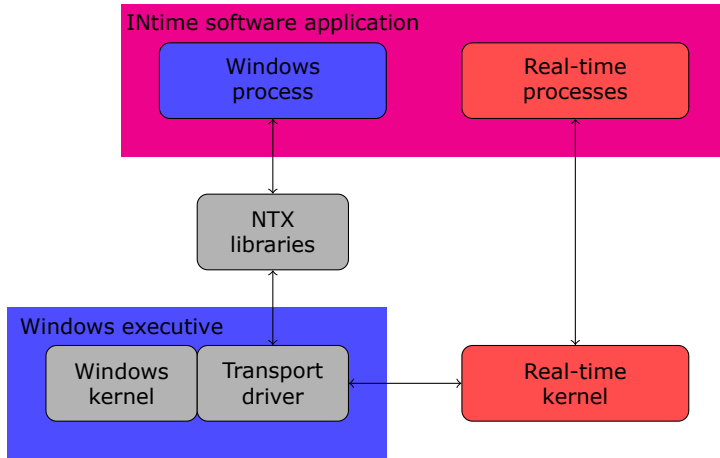 INtime software application
Windows
process
Real-time
processes
NTX
libraries
Windows executive
Windows
kernel
Transport
driver
Real-time
kernel